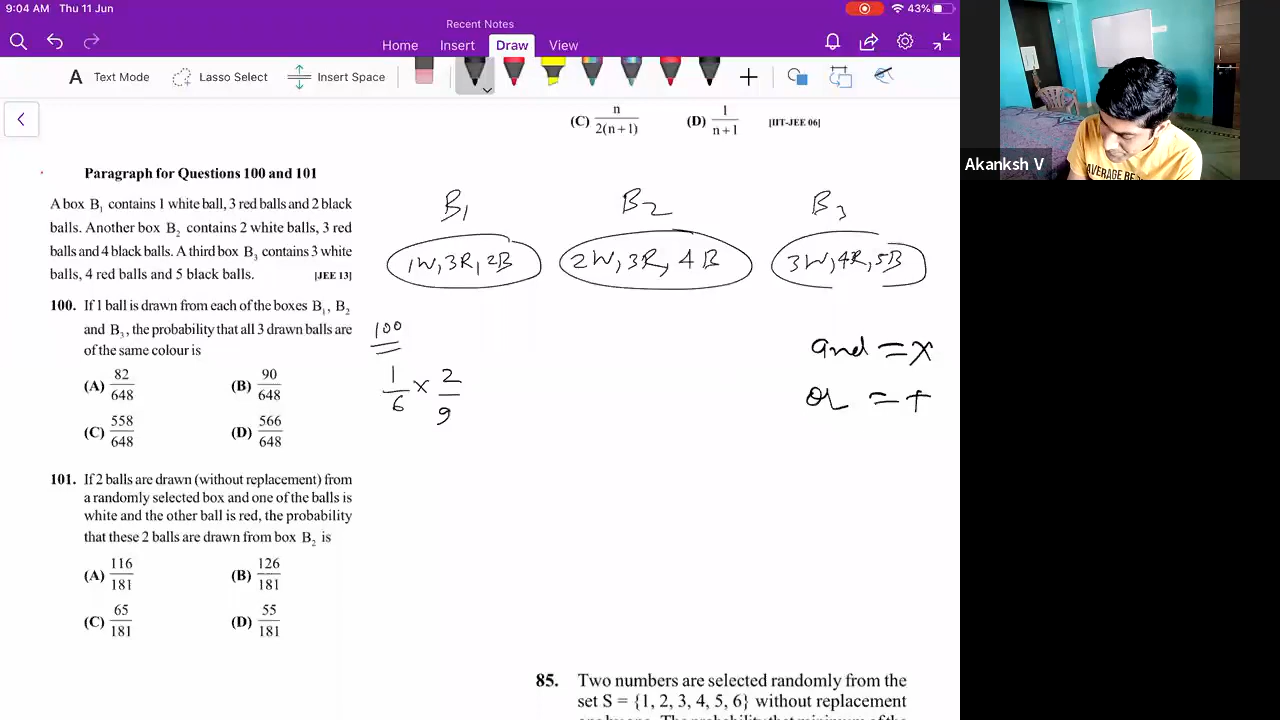 9:04 AM Thu 11 Jun
43%
Recent Notes
Home Insert Draw View
A Text Mode Lasso Select Insert Space
Akanksh V
AVERAGE
(C) n/2(n+1) (D) 1/n+1 [IIT-JEE 06]
Paragraph for Questions 100 and 101
A box B₁ contains 1 white ball, 3 red balls and 2 black
balls. Another box B₂ contains 2 white balls, 3 red
balls and 4 black balls. A third box B₃ contains 3 white
balls, 4 red balls and 5 black balls. [JEE 13]
100. If 1 ball is drawn from each of the boxes B₁, B₂
and B₃, the probability that all 3 drawn balls are
of the same colour is
(A) 82/648 (B) 90/648
(C) 558/648 (D) 566/648
101. If 2 balls are drawn (without replacement) from
a randomly selected box and one of the balls is
white and the other ball is red, the probability
that these 2 balls are drawn from box B₂ is
(A) 116/181 (B) 126/181
(C) 65/181 (D) 55/181
B₁ B₂ B₃
1W, 3R, 2B 2W, 3R, 4B 3W, 4R, 5B
100
1/6 × 2/9
and = ×
or = +
85. Two numbers are selected randomly from the
set S = {1, 2, 3, 4, 5, 6} without replacement